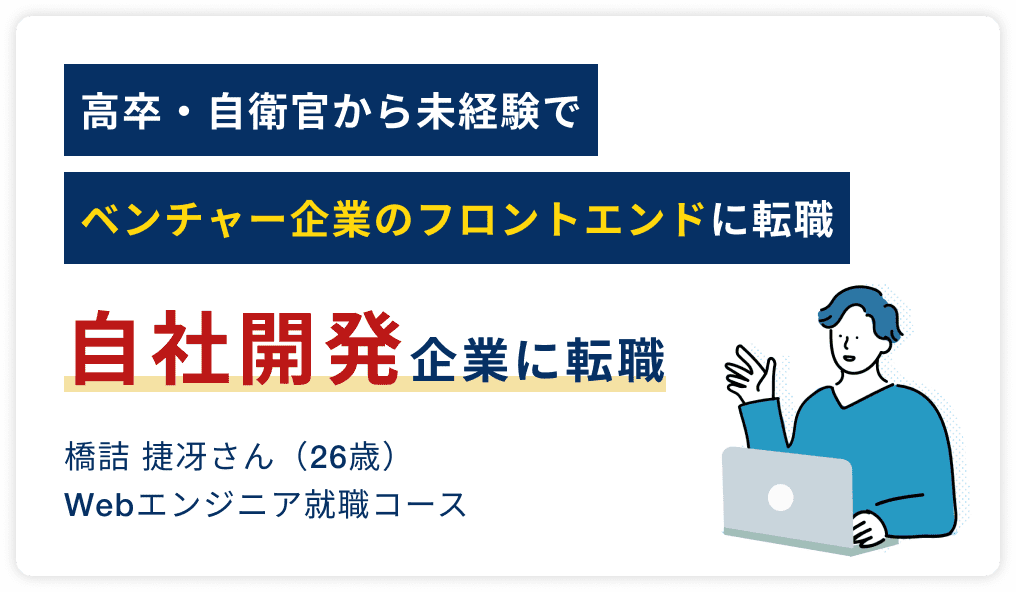 高卒・自衛官から未経験で
ベンチャー企業のフロントエンドに転職
自社開発企業に転職
橋詰 捷冴さん（26歳）
Webエンジニア就職コース